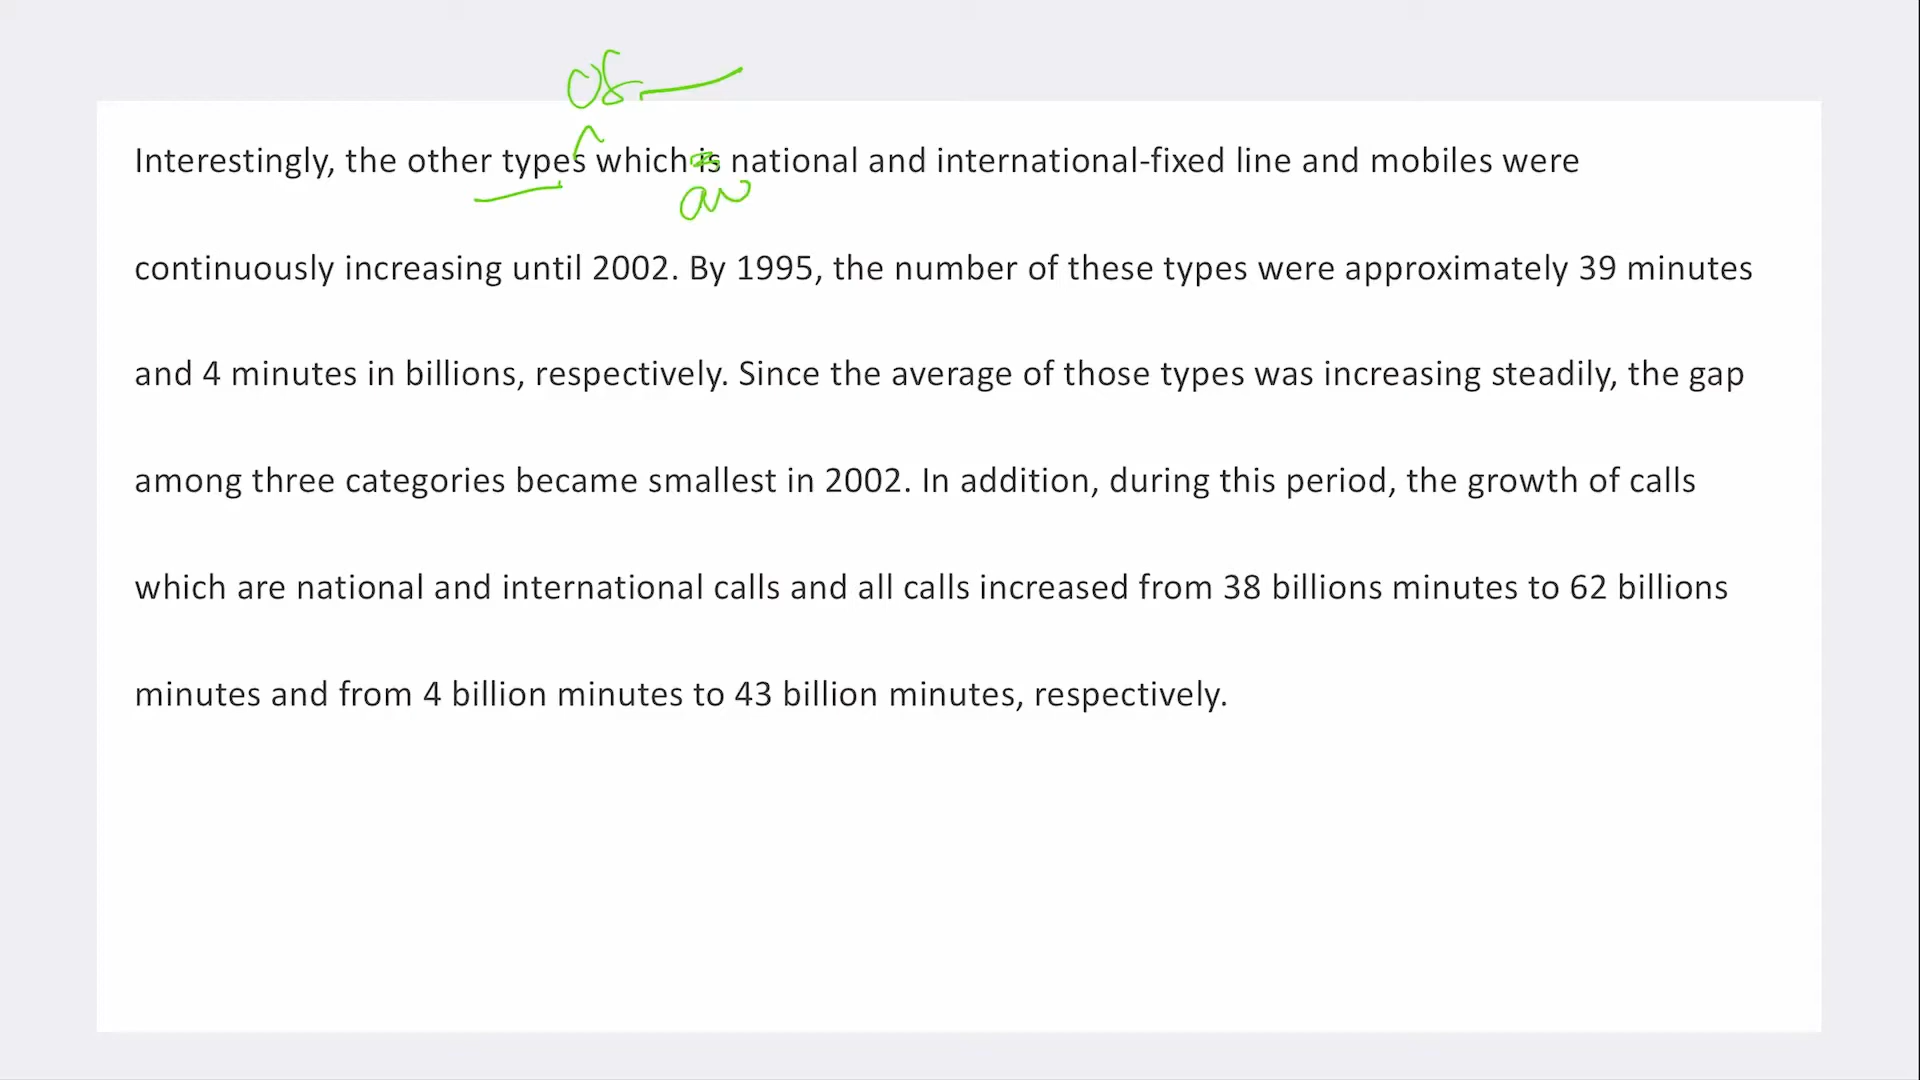 of
Interestingly, the other types which is national and international-fixed line and mobiles were
are
continuously increasing until 2002. By 1995, the number of these types were approximately 39 minutes
and 4 minutes in billions, respectively. Since the average of those types was increasing steadily, the gap
among three categories became smallest in 2002. In addition, during this period, the growth of calls
which are national and international calls and all calls increased from 38 billions minutes to 62 billions
minutes and from 4 billion minutes to 43 billion minutes, respectively.